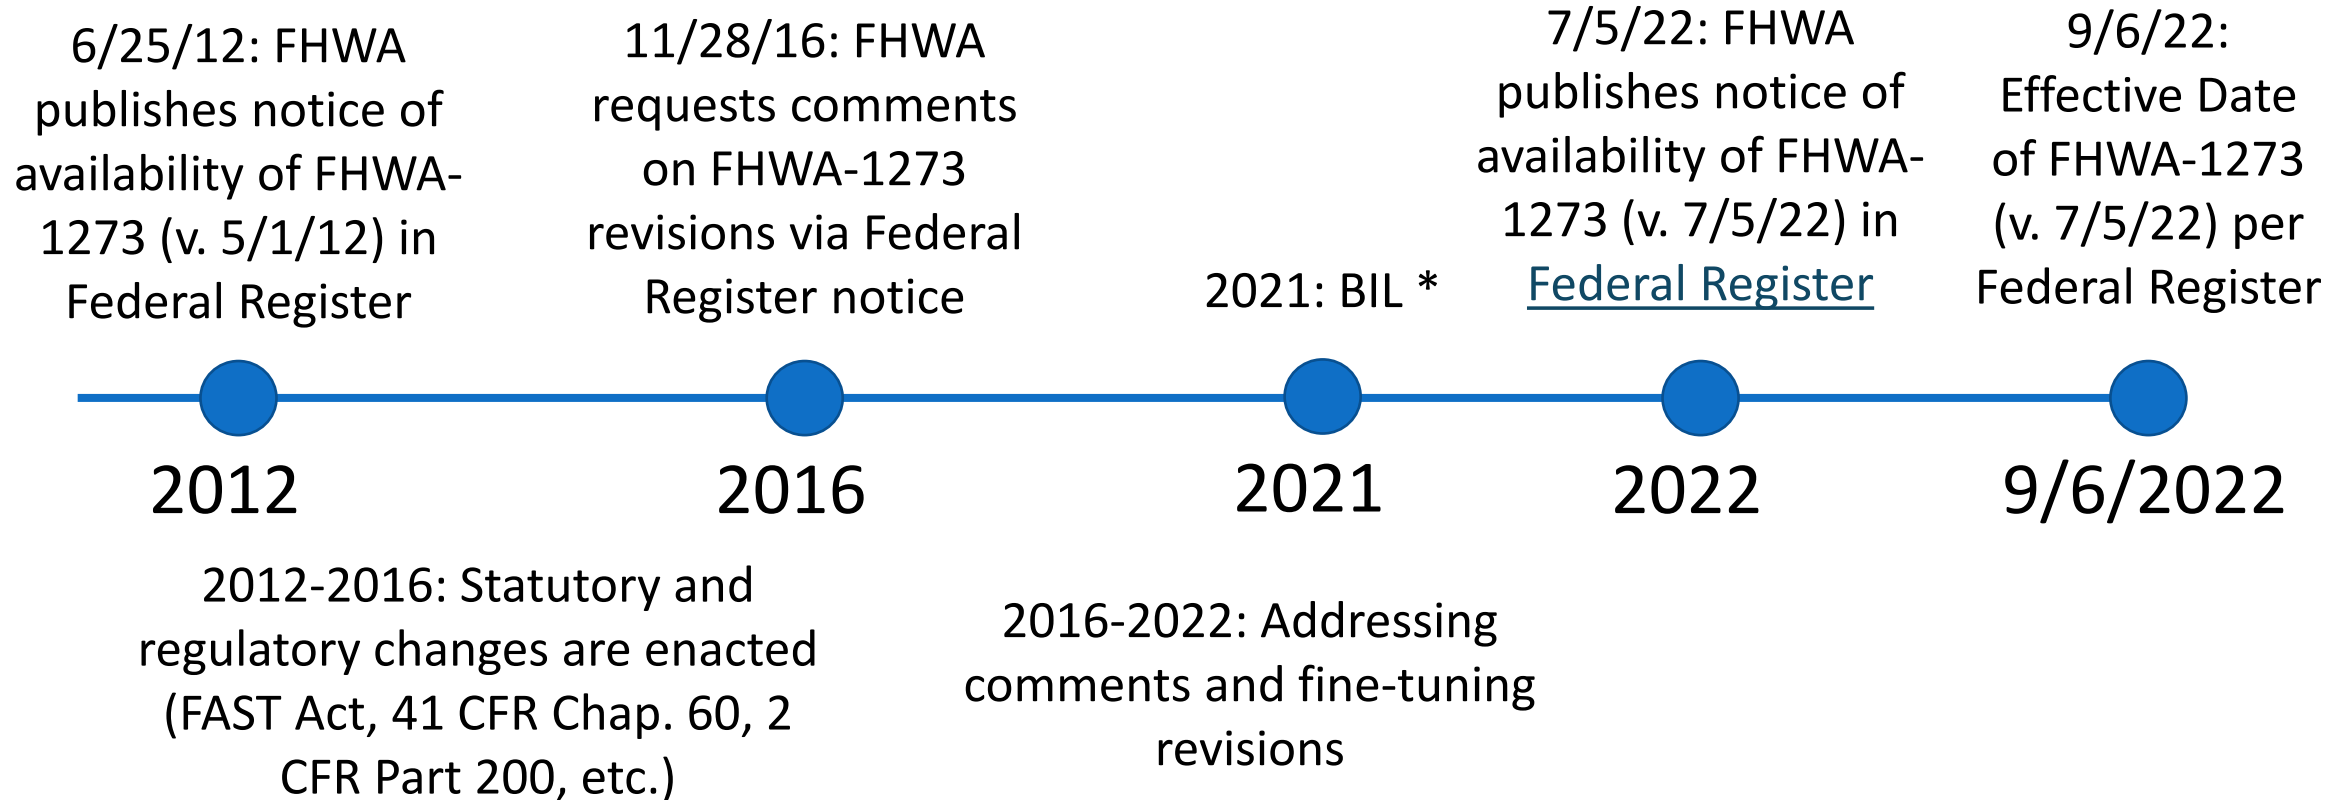 6/25/12: FHWA
publishes notice of
availability of FHWA-
1273 (v. 5/1/12) in
Federal Register
11/28/16: FHWA
requests comments
on FHWA-1273
revisions via Federal
Register notice
2021: BIL *
7/5/22: FHWA
publishes notice of
availability of FHWA-
1273 (v. 7/5/22) in
Federal Register
9/6/22:
Effective Date
of FHWA-1273
(v. 7/5/22) per
Federal Register
2012
2016
2021
2022
9/6/2022
2012-2016: Statutory and
regulatory changes are enacted
(FAST Act, 41 CFR Chap. 60, 2
CFR Part 200, etc.)
2016-2022: Addressing
comments and fine-tuning
revisions